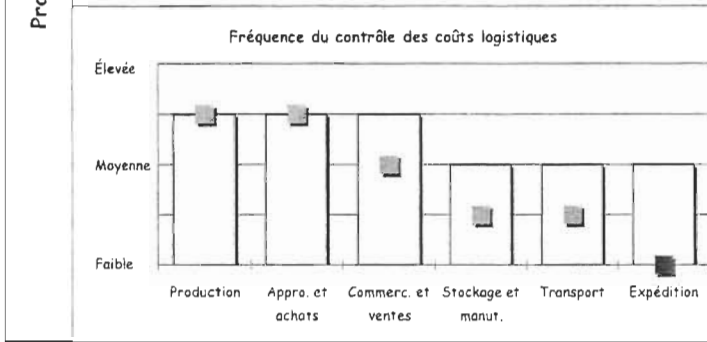 Pro
Fréquence du contrôle des coûts logistiques
Élevée
Moyenne
Faible
Production
Appro. et
achats
Commerc. et
ventes
Stockage et
manut.
Transport
Expédition